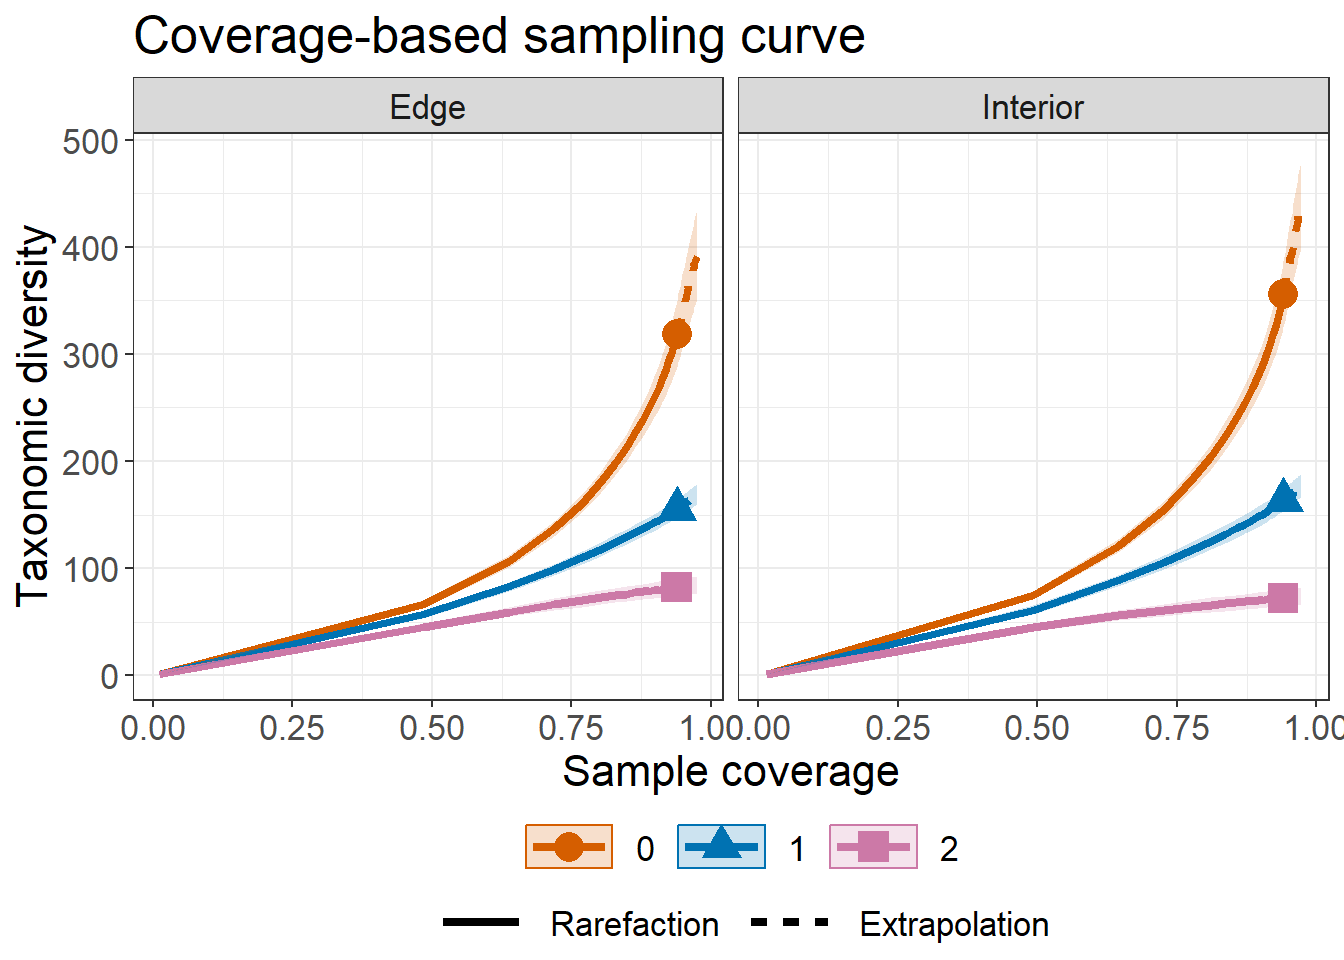 Coverage-based sampling curve
Edge Interior
Taxonomic diversity
500
400
300
200
100
0
0.00 0.25 0.50 0.75 1.00 0.00 0.25 0.50 0.75 1.00
Sample coverage
0 1 2
Rarefaction Extrapolation